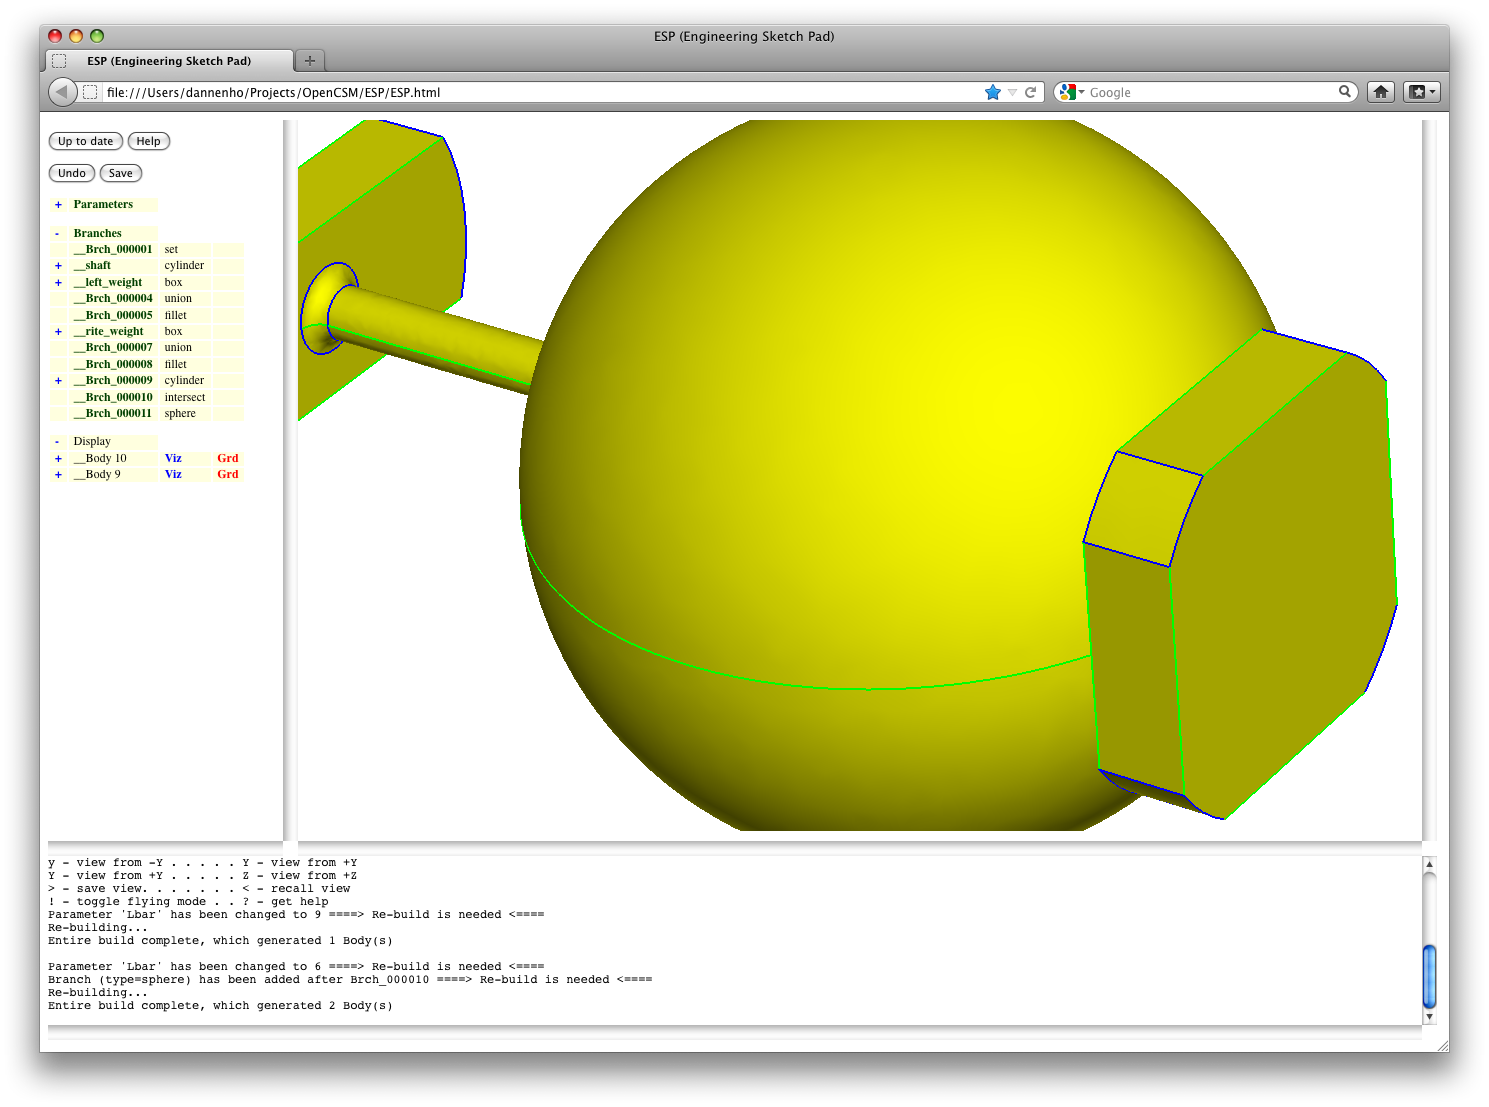 ESP (Engineering Sketch Pad)
ESP (Engineering Sketch Pad)
file:///Users/dannenho/Projects/OpenCSM/ESP/ESP.html
Google
Up to date Help
Undo Save
+ Parameters
- Branches
__Brch_000001 set
+ __shaft cylinder
+ __left_weight box
__Brch_000004 union
__Brch_000005 fillet
+ __rite_weight box
__Brch_000007 union
__Brch_000008 fillet
+ __Brch_000009 cylinder
__Brch_000010 intersect
__Brch_000011 sphere
- Display
+ __Body 10 Viz Grd
+ __Body 9 Viz Grd
y - view from -Y . . . . . Y - view from +Y
Y - view from +Y . . . . . Z - view from +Z
> - save view. . . . . . . < - recall view
! - toggle flying mode . . ? - get help
Parameter 'Lbar' has been changed to 9 ====> Re-build is needed <====
Re-building...
Entire build complete, which generated 1 Body(s)
Parameter 'Lbar' has been changed to 6 ====> Re-build is needed <====
Branch (type=sphere) has been added after Brch_000010 ====> Re-build is needed <====
Re-building...
Entire build complete, which generated 2 Body(s)